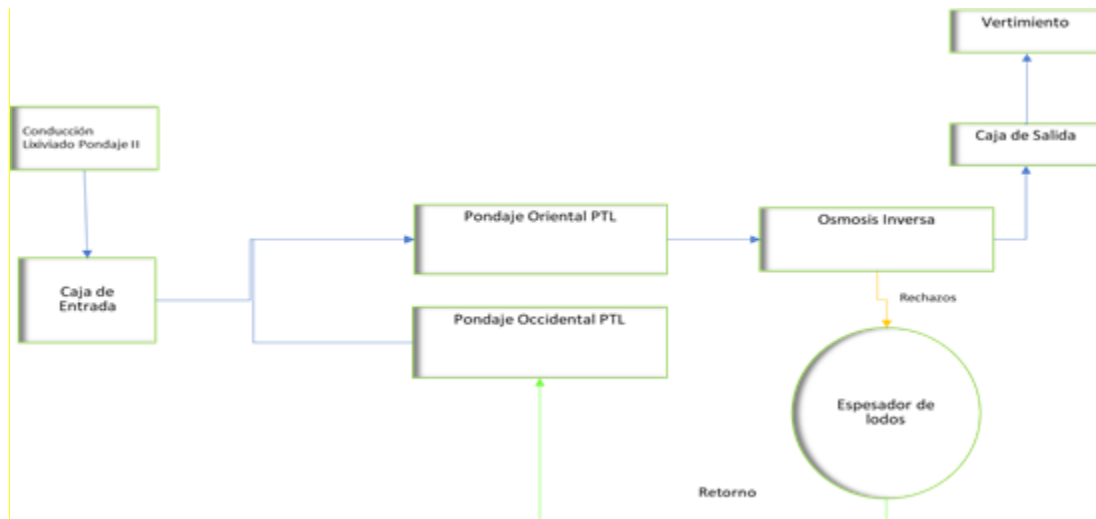 Vertimiento
Conducción
Lixiviado Pondaje II
Caja de Salida
Pondaje Oriental PTL
Osmosis Inversa
Caja de
Entrada
Rechazos
Pondaje Occidental PTL
Espesador de
lodos
Retorno